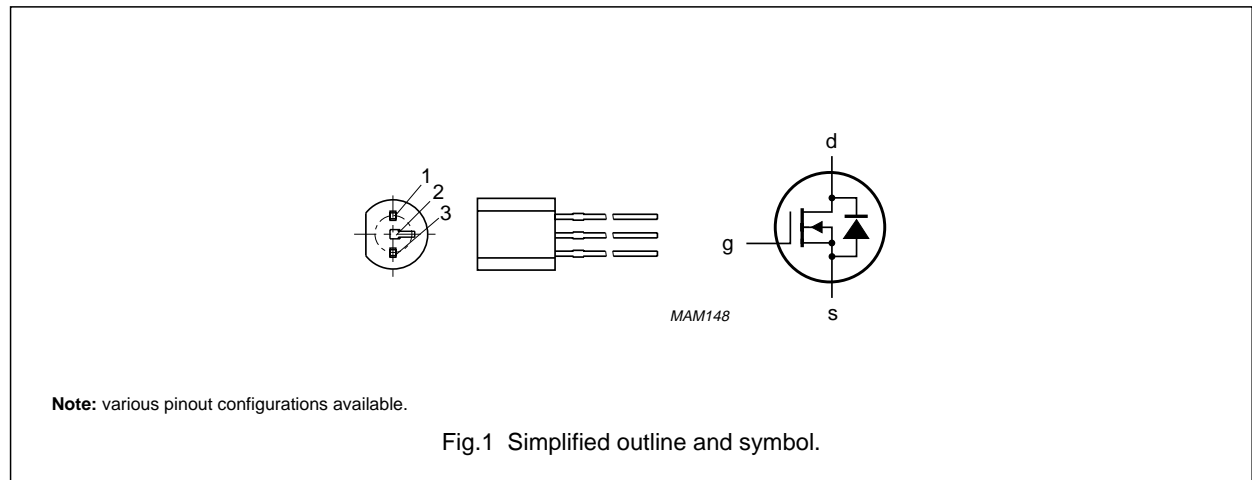 1
2
3
d
g
s
MAM148
Note: various pinout configurations available.
Fig.1 Simplified outline and symbol.